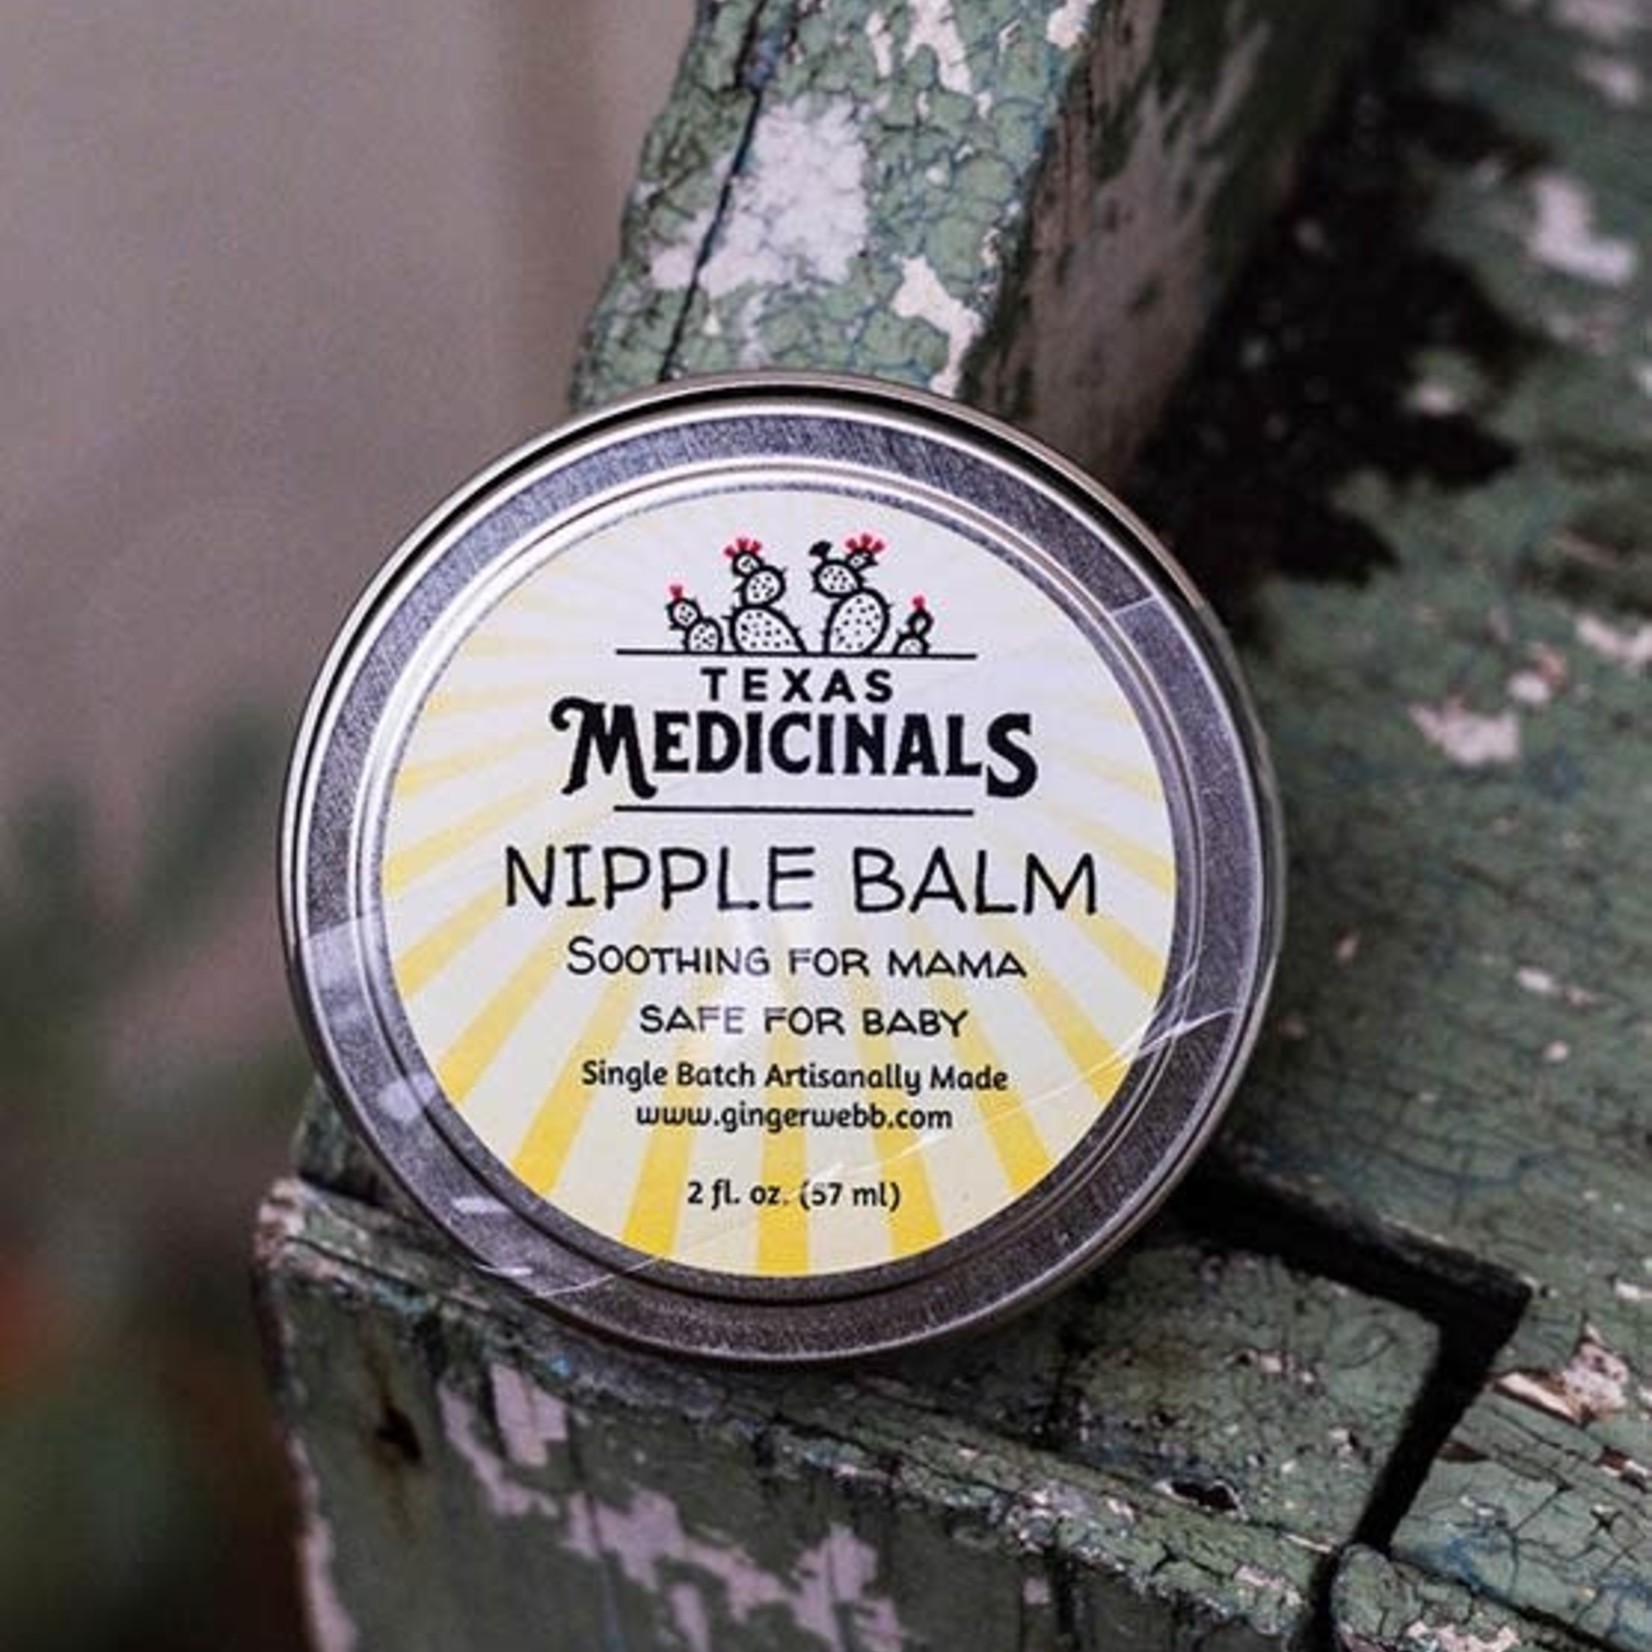 TEXAS
MEDICINALS
NIPPLE BALM
SOOTHING FOR MAMA
SAFE FOR BABY
Single Batch Artisanally Made
www.gingerwebb.com
2 fl. oz. (57 ml)